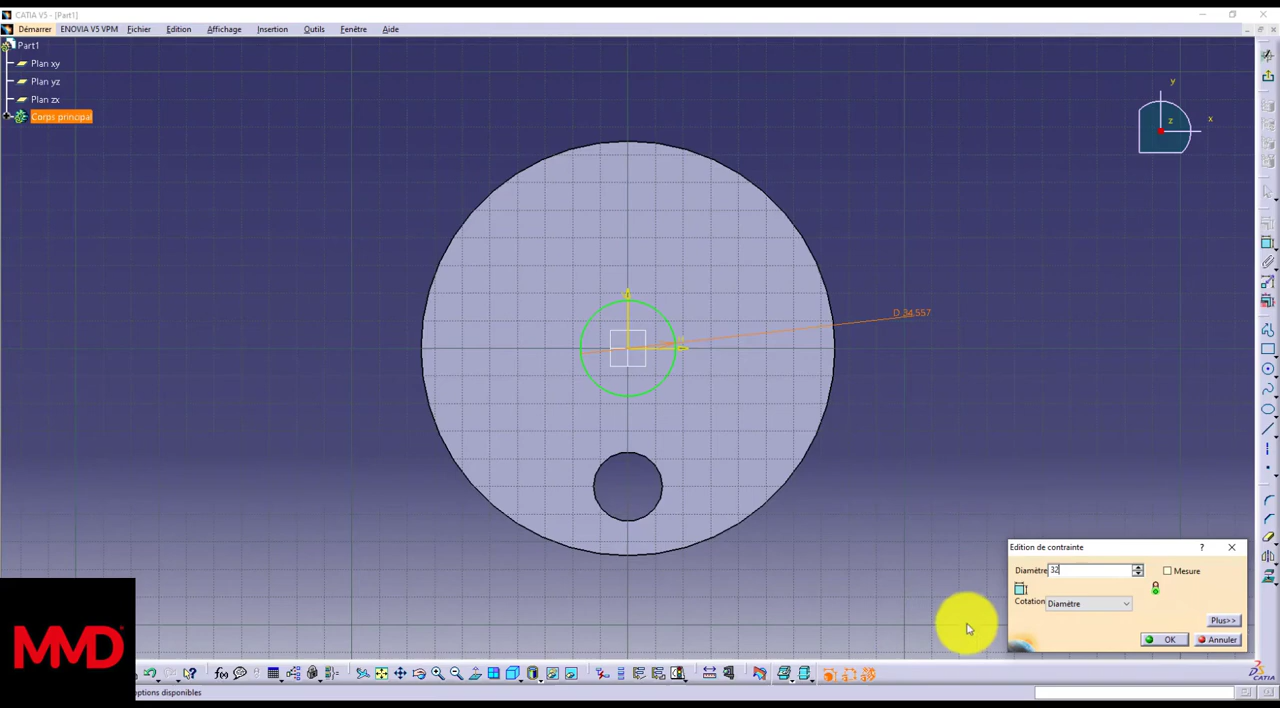 CATIA V5 - [Part1]
Démarrer ENOVIA V5 VPM Fichier Edition Affichage Insertion Outils Fenêtre Aide
Part1
Plan xy
Plan yz
Plan zx
Corps principal
y
x
z
D 34.557
H
Edition de contrainte ? ×
Diamètre 32 Mesure
Cotation Diamètre
Plus>>
OK Annuler
MVD
f(x)
CATIA
ptions disponibles